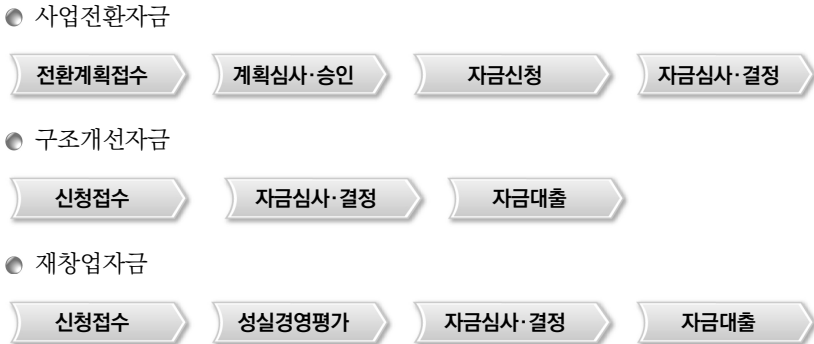 사업전환자금
전환계획접수 계획심사·승인 자금신청 자금심사·결정
구조개선자금
신청접수 자금심사·결정 자금대출
재창업자금
신청접수 성실경영평가 자금심사·결정 자금대출